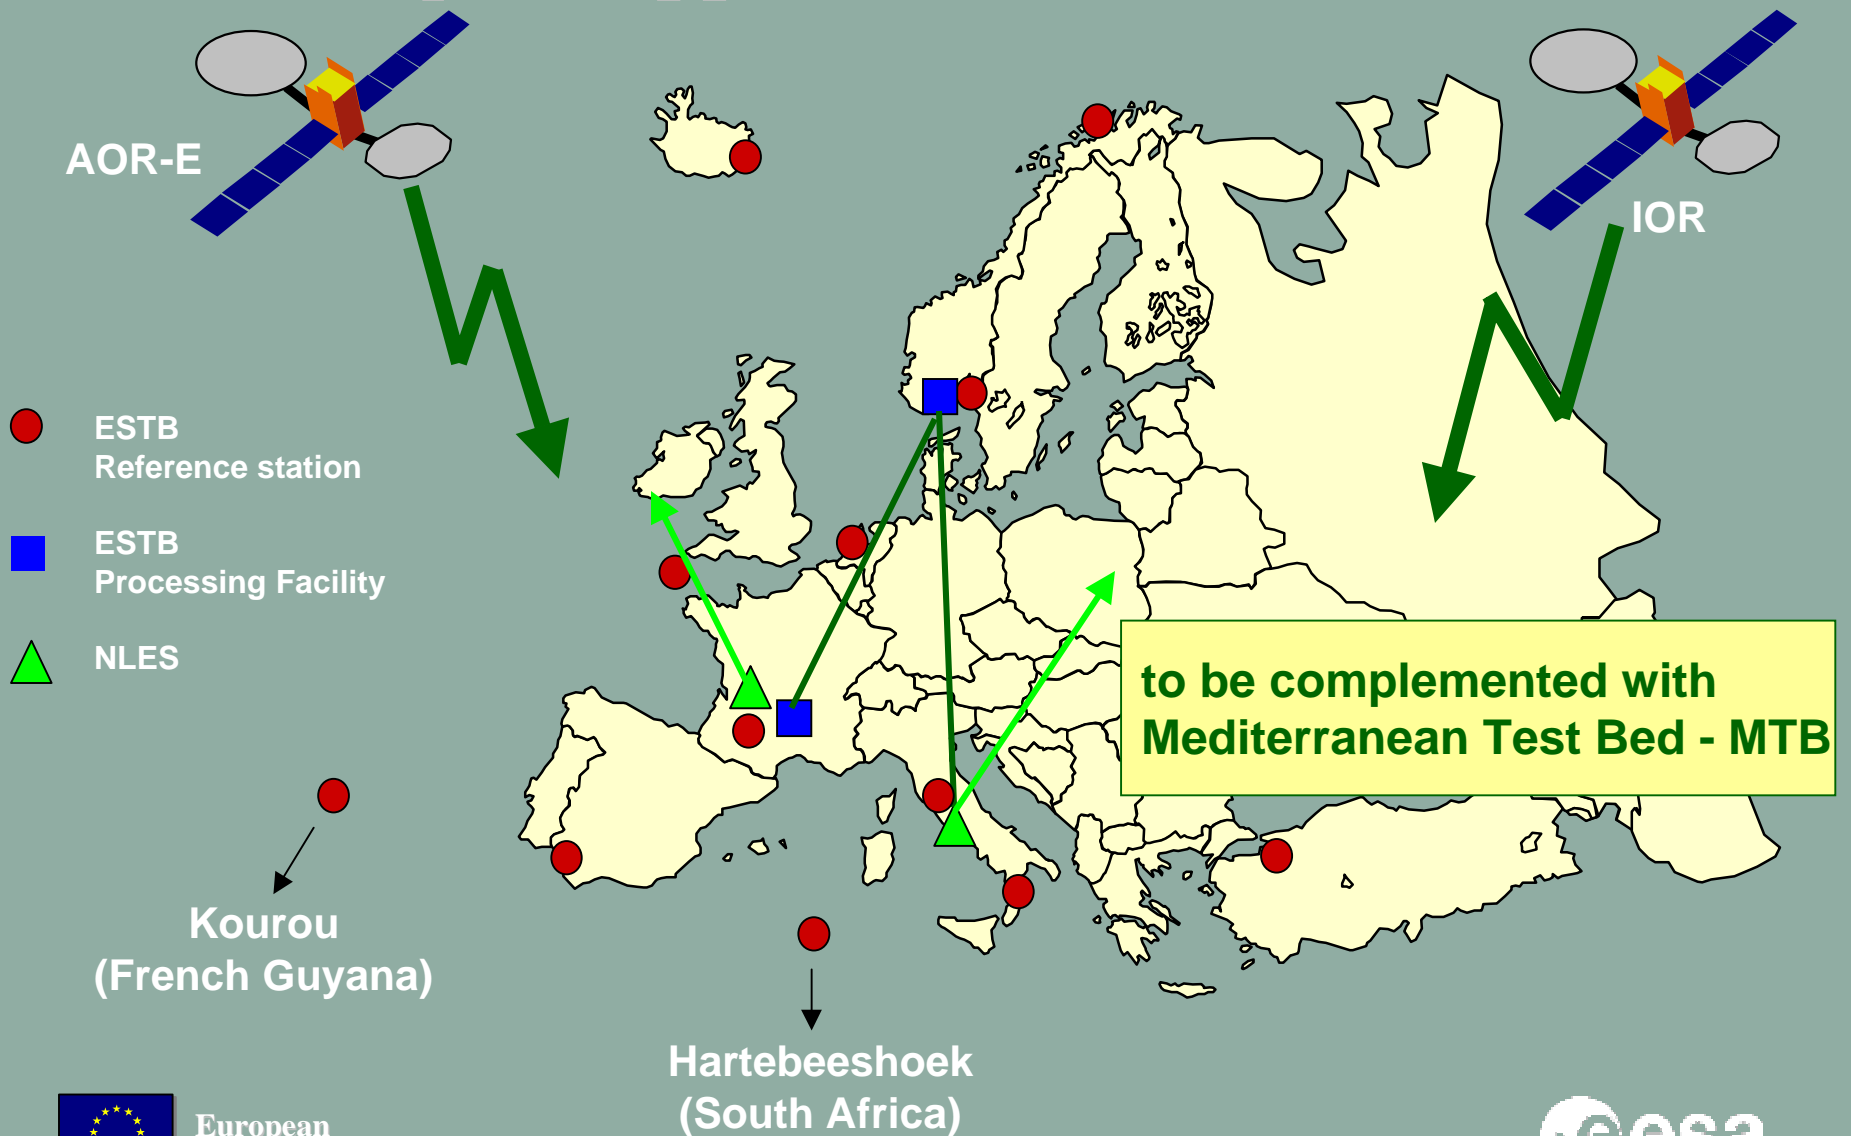 AOR-E
IOR
ESTB
Reference station
ESTB
Processing Facility
NLES
to be complemented with
Mediterranean Test Bed - MTB
Kourou
(French Guyana)
Hartebeeshoek
(South Africa)
European
esa